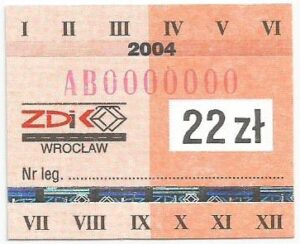 I II III IV V VI
2004
AB0000000
ZDiK
22 zł
WROCŁAW
Nr leg. ..............................
VII VIII IX X XI XII